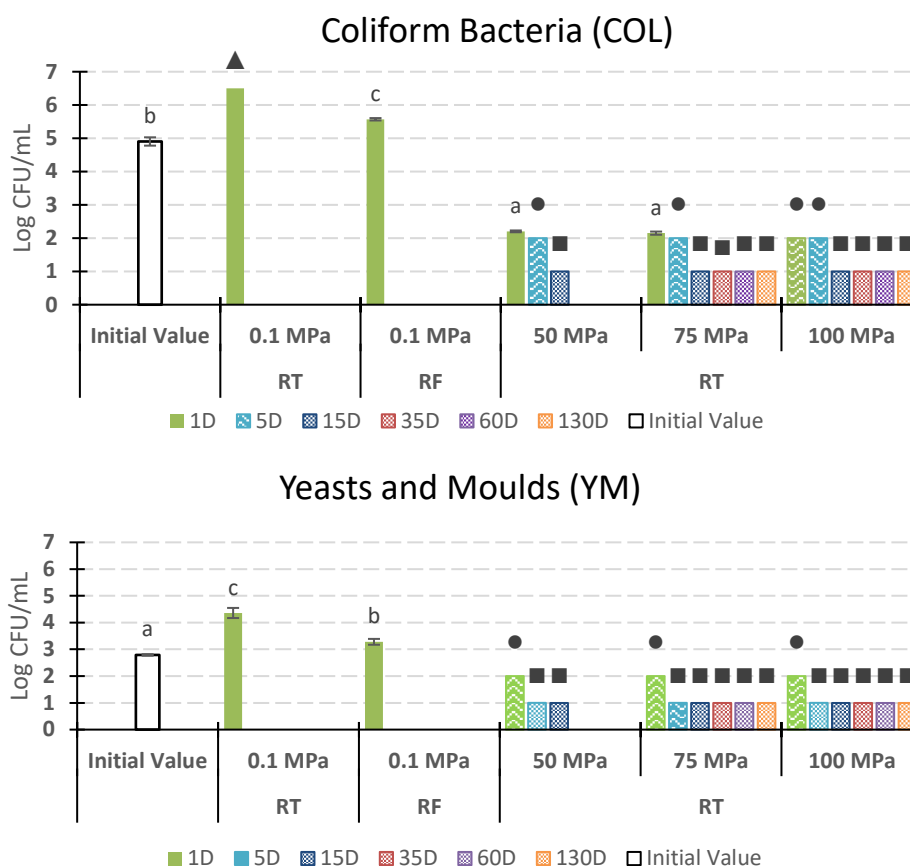 Coliform Bacteria (COL)
7
6
5
4
3
2
1
0
Log CFU/mL
b
c
a
a
Initial Value 0.1 MPa 0.1 MPa 50 MPa 75 MPa 100 MPa
RT RF RT
1D 5D 15D 35D 60D 130D Initial Value
Yeasts and Moulds (YM)
7
6
5
4
3
2
1
0
Log CFU/mL
a
c
b
Initial Value 0.1 MPa 0.1 MPa 50 MPa 75 MPa 100 MPa
RT RF RT
1D 5D 15D 35D 60D 130D Initial Value